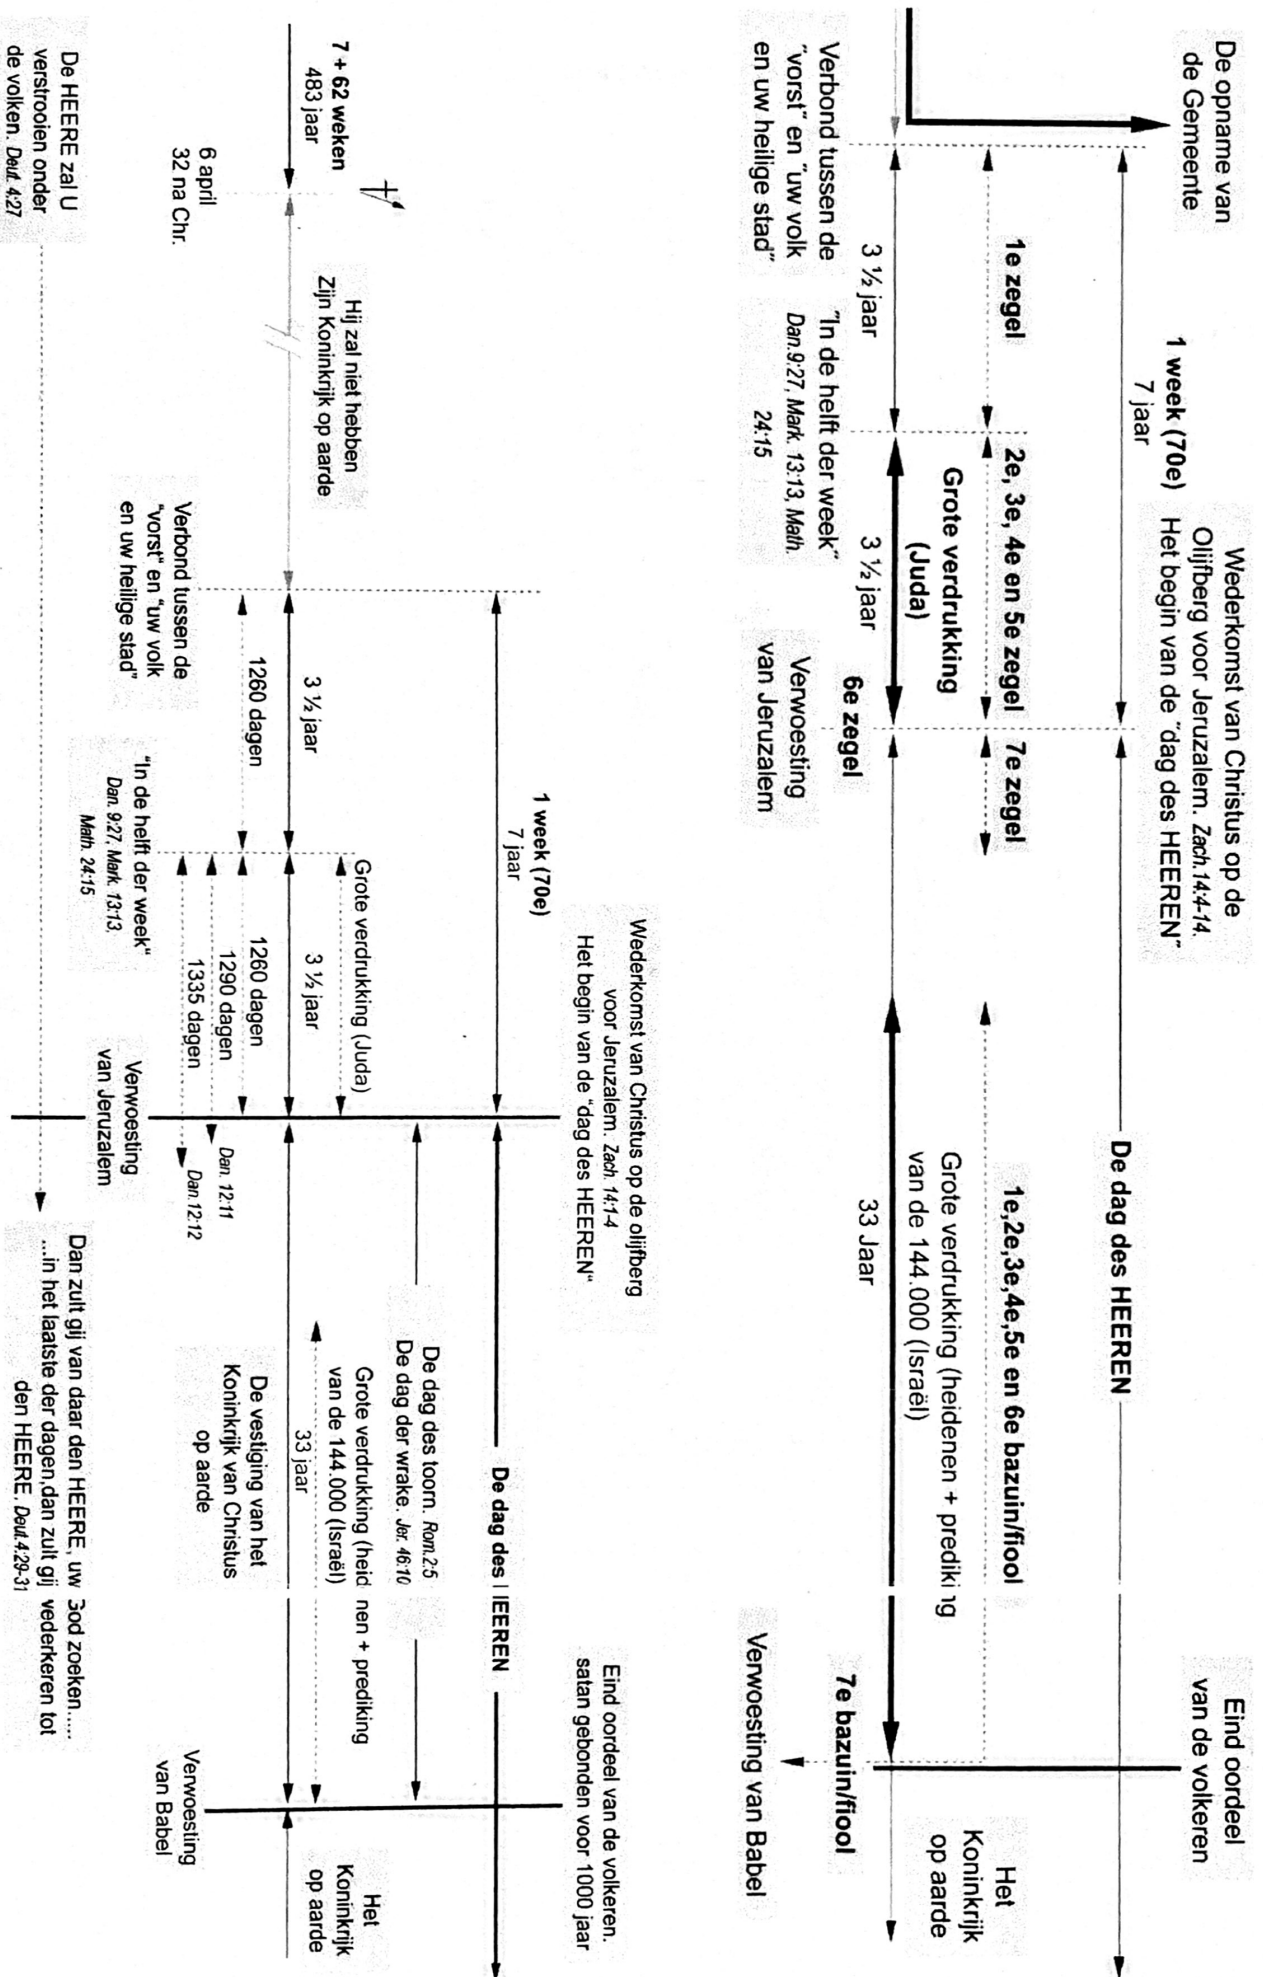 De opname van
de Gemeente
1 week (70e)
7 jaar
Wederkomst van Christus op de
Olijfberg voor Jeruzalem. Zach.14:4-14.
Het begin van de "dag des HEEREN"
De dag des HEEREN
Eind oordeel
van de volkeren
1e zegel
2e, 3e, 4e en 5e zegel
7e zegel
1e,2e,3e,4e,5e en 6e bazuin/fiool
Grote verdrukking
(Juda)
Grote verdrukking (heidenen + prediking
van de 144.000 (Israël)
Het
Koninkrijk
op aarde
3 ½ jaar
3 ½ jaar
33 Jaar
6e zegel
7e bazuin/fiool
Verbond tussen de
"vorst" en "uw volk
en uw heilige stad"
"In de helft der week"
Dan.9:27, Mark. 13:13, Math.
24:15
Verwoesting
van Jeruzalem
Verwoesting van Babel
Wederkomst van Christus op de olijfberg
voor Jeruzalem. Zach. 14:1-4
Het begin van de "dag des HEEREN"
Eind oordeel van de volkeren.
satan gebonden voor 1000 jaar
1 week (70e)
7 jaar
De dag des IEEREN
De dag des toorn. Rom.2:5
De dag der wrake. Jer. 46:10
7 + 62 weken
483 jaar
Hij zal niet hebben
Zijn Koninkrijk op aarde
Grote verdrukking (Juda)
Grote verdrukking (heid nen + prediking
van de 144.000 (Israël)
Het
Koninkrijk
op aarde
3 ½ jaar
3 ½ jaar
33 jaar
1260 dagen
1260 dagen
1290 dagen
1335 dagen
Dan. 12:11
Dan.12:12
De vestiging van het
Koninkrijk van Christus
op aarde
6 april
32 na Chr.
Verbond tussen de
"vorst" en "uw volk
en uw heilige stad"
"In de helft der week"
Dan. 9:27, Mark. 13:13,
Math. 24:15
Verwoesting
van Jeruzalem
Verwoesting
van Babel
De HEERE zal U
verstrooien onder
de volken. Deut. 4:27
Dan zult gij van daar den HEERE, uw God zoeken.....
...in het laatste der dagen,dan zult gij vederkeren tot
den HEERE. Deut.4:29-31